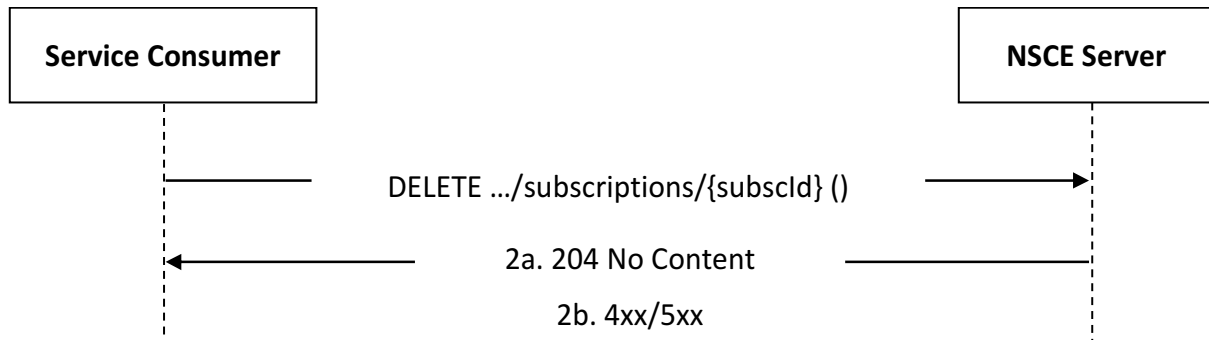 Service Consumer
NSCE Server
DELETE .../subscriptions/{subscId} ()
2a. 204 No Content
2b. 4xx/5xx